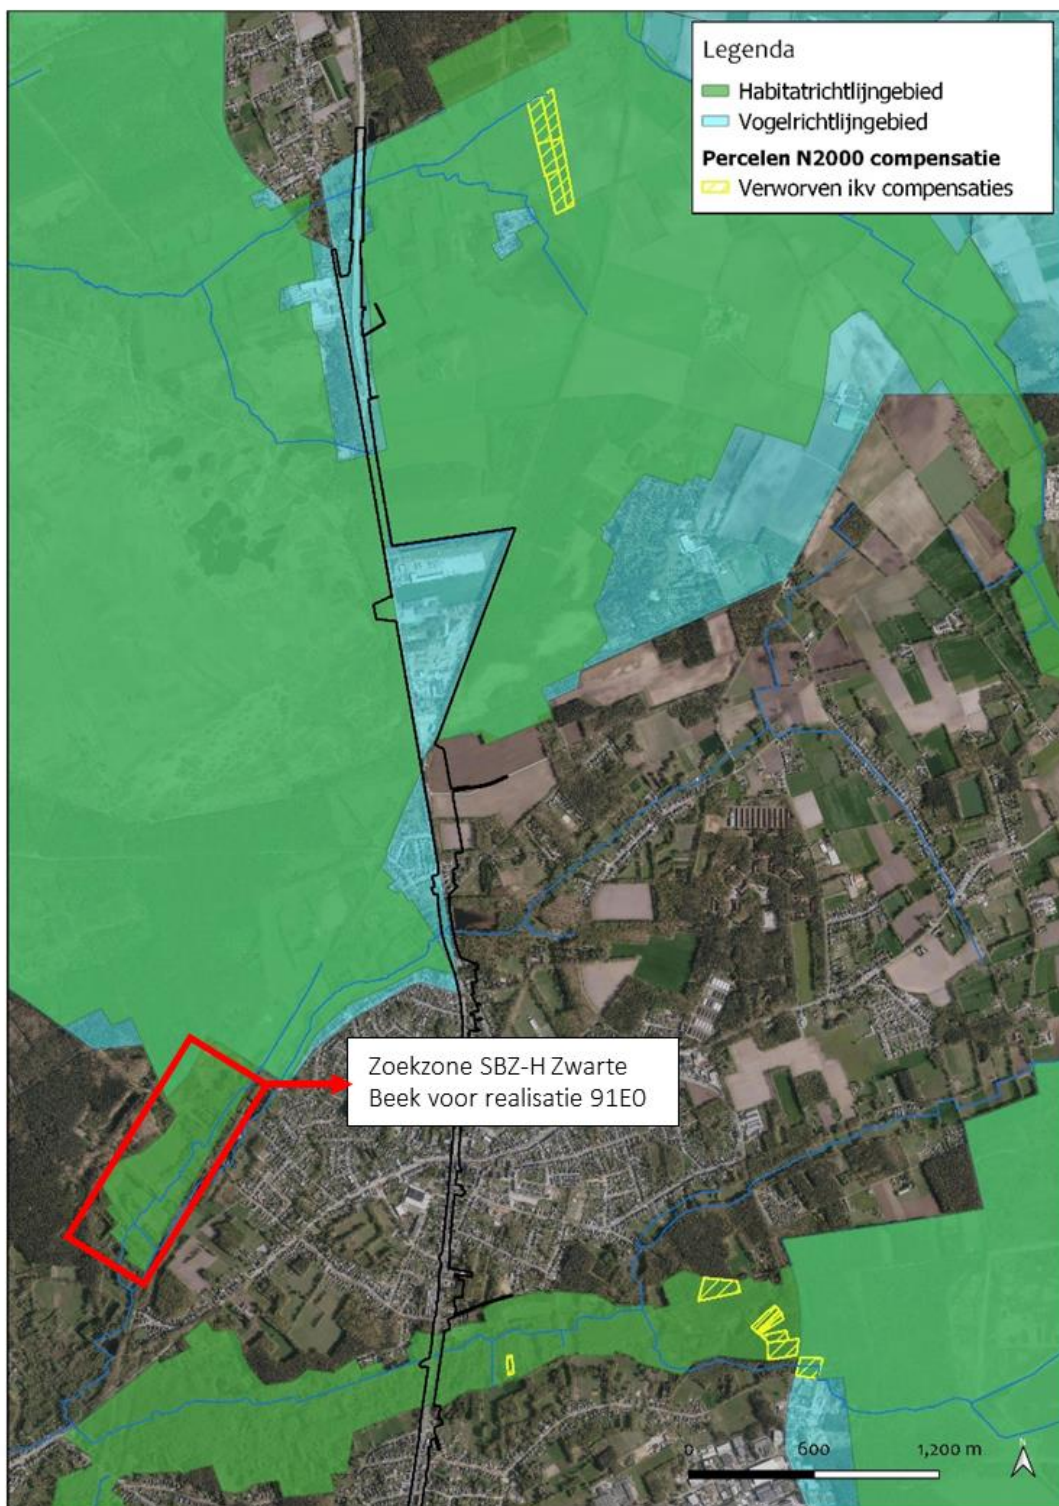 Legenda
Habitatrichtlijngebied
Vogelrichtlijngebied
Percelen N2000 compensatie
Verworven ikv compensaties
Zoekzone SBZ-H Zwarte
Beek voor realisatie 91E0
0 600 1,200 m
N